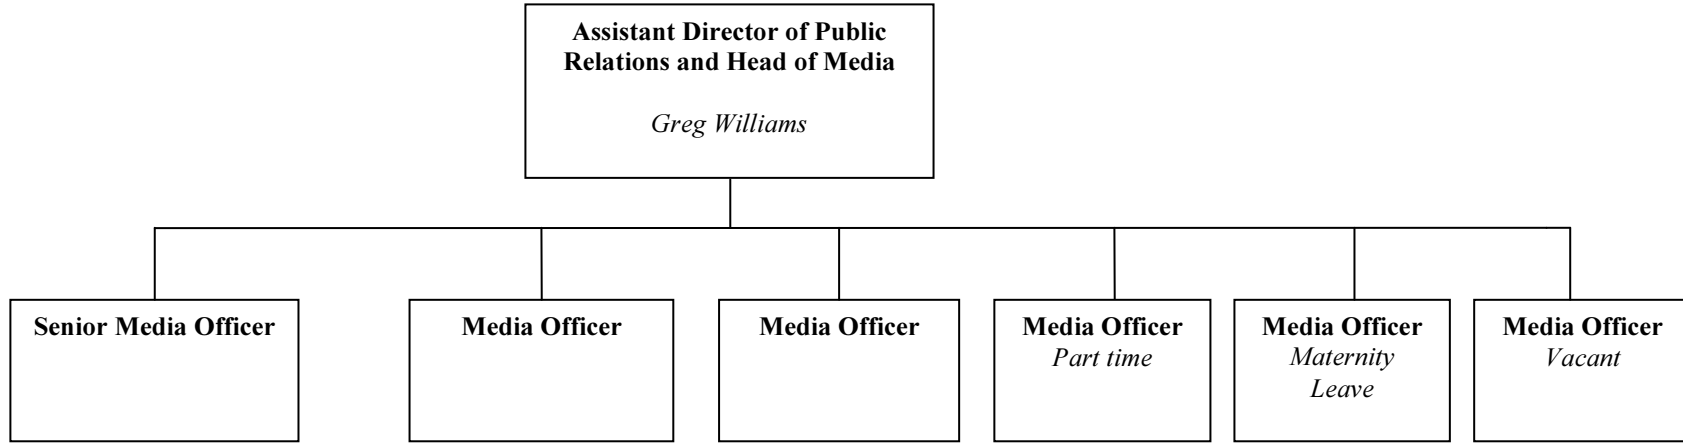 Assistant Director of Public
Relations and Head of Media
Greg Williams
Senior Media Officer
Media Officer
Media Officer
Media Officer
Part time
Media Officer
Maternity
Leave
Media Officer
Vacant